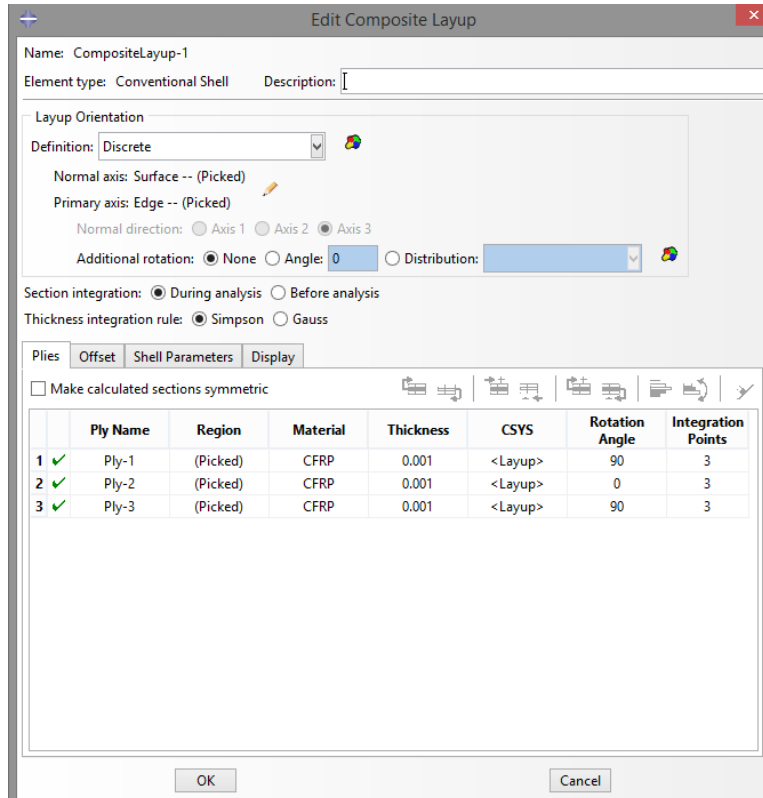 Edit Composite Layup
Name: CompositeLayup-1
Element type: Conventional Shell Description:
Layup Orientation
Definition: Discrete
Normal axis: Surface -- (Picked)
Primary axis: Edge -- (Picked)
Normal direction: Axis 1 Axis 2 Axis 3
Additional rotation: None Angle: 0 Distribution:
Section integration: During analysis Before analysis
Thickness integration rule: Simpson Gauss
Plies Offset Shell Parameters Display
Make calculated sections symmetric
Ply Name Region Material Thickness CSYS Rotation Angle Integration Points
1 Ply-1 (Picked) CFRP 0.001 <Layup> 90 3
2 Ply-2 (Picked) CFRP 0.001 <Layup> 0 3
3 Ply-3 (Picked) CFRP 0.001 <Layup> 90 3
OK Cancel